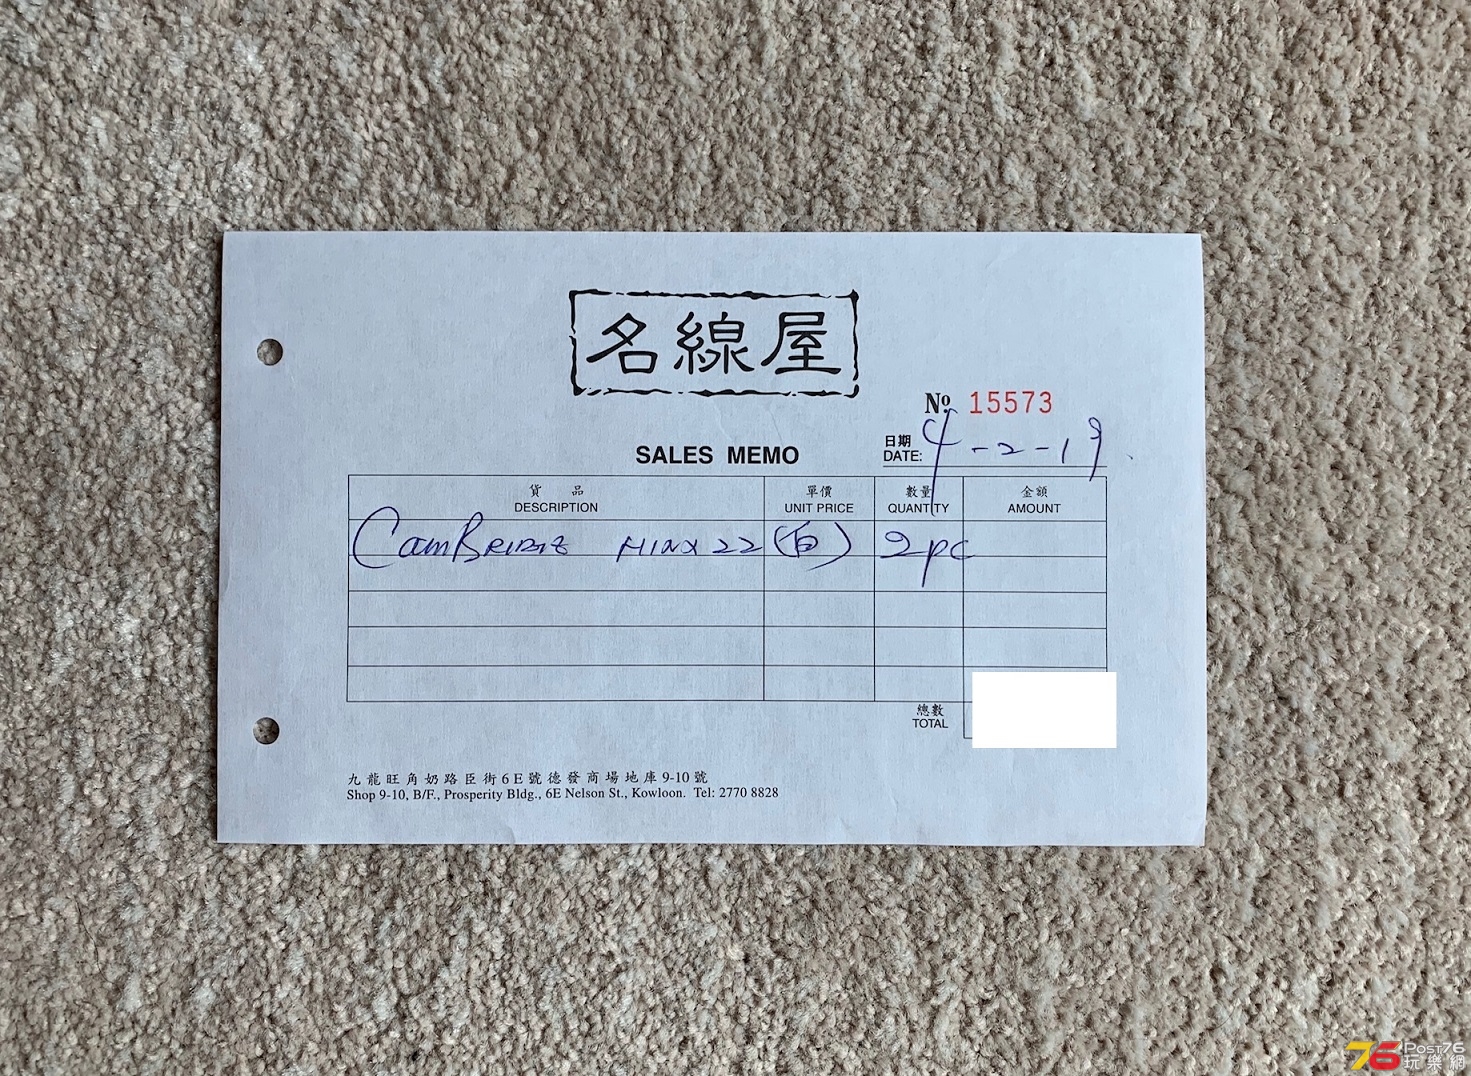 名線屋
№ 15573
日期
DATE: 4-2-19
SALES MEMO
貨品 單價 數量 金額
DESCRIPTION UNIT PRICE QUANTITY AMOUNT
CamBRIDGE MINX 22 (白) 2pc
總數
TOTAL
九龍旺角奶路臣街6E號德發商場地庫9-10號
Shop 9-10, B/F., Prosperity Bldg., 6E Nelson St., Kowloon. Tel: 2770 8828
76 POST76
玩樂網